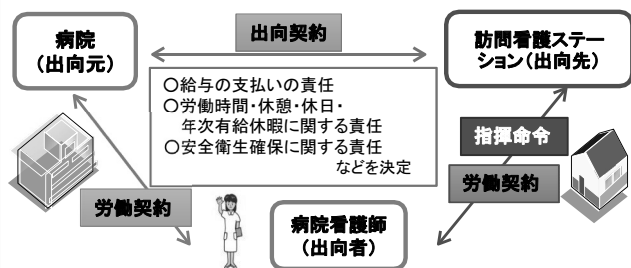 病院
(出向元)
出向契約
訪問看護ステー
ション(出向先)
○給与の支払いの責任
○労働時間・休憩・休日・
年次有給休暇に関する責任
○安全衛生確保に関する責任
などを決定
指揮命令
労働契約
労働契約
病院看護師
(出向者)